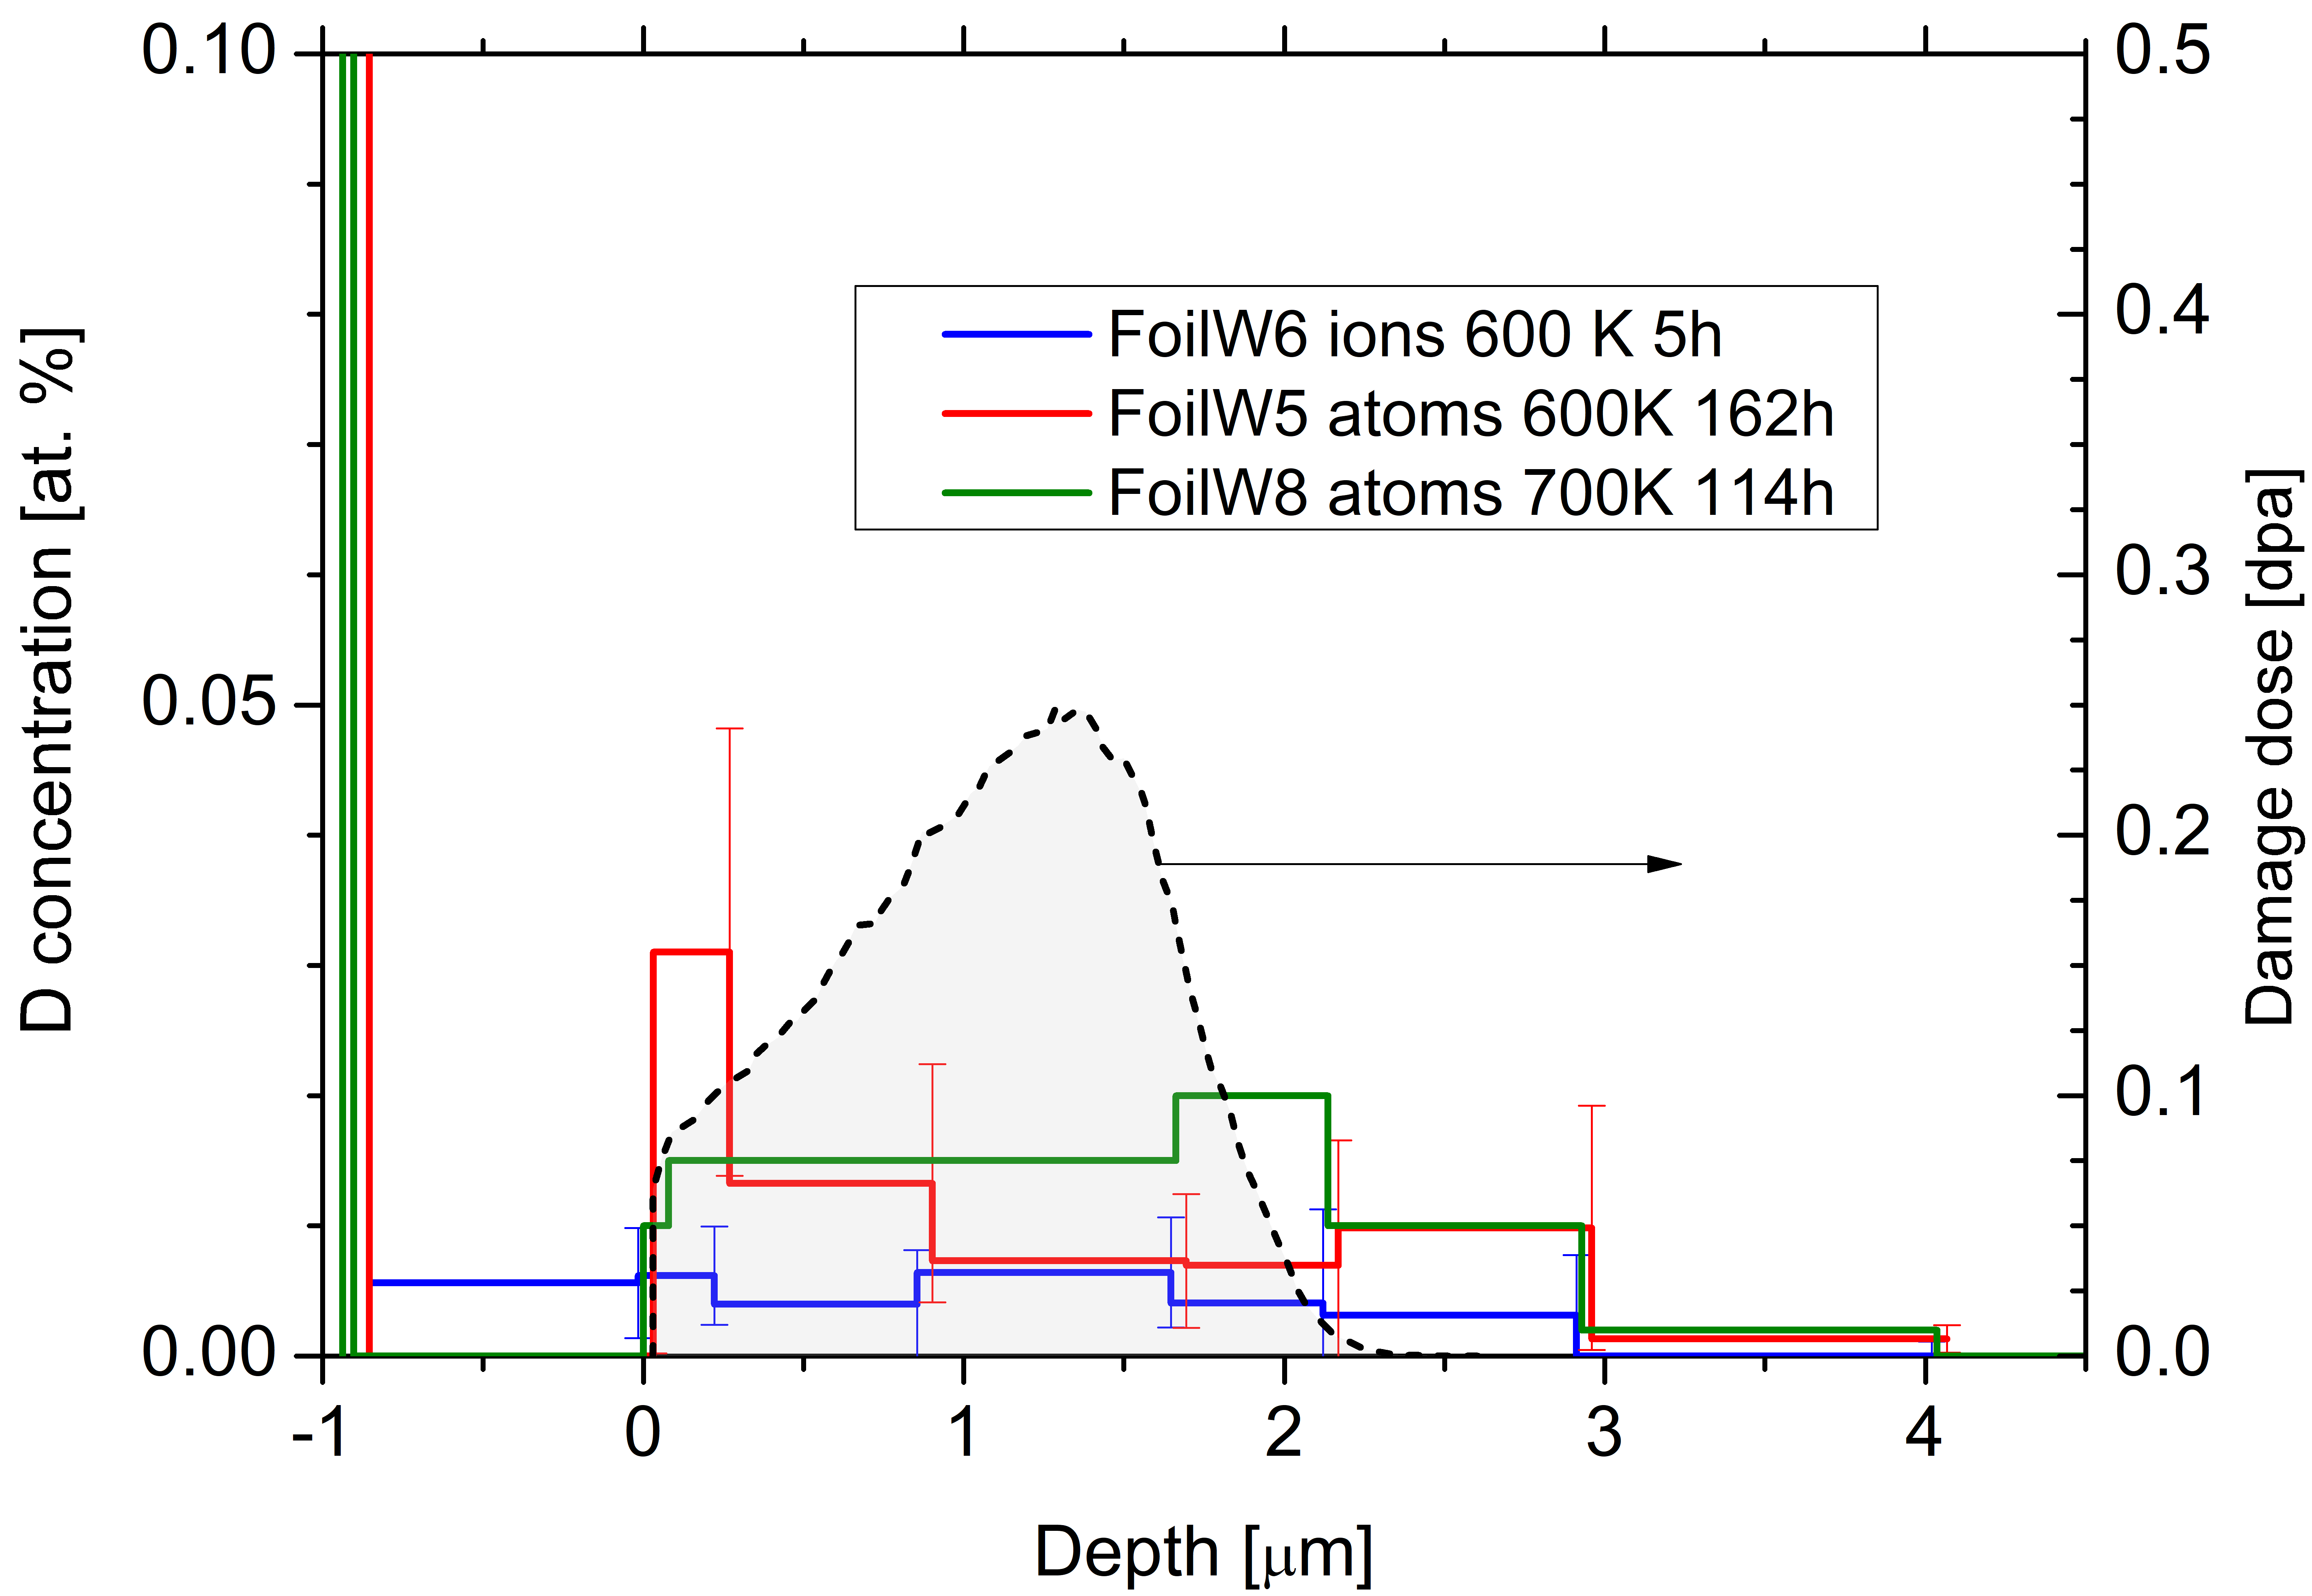 0.10
0.05
0.00
D concentration [at. %]
FoilW6 ions 600 K 5h
FoilW5 atoms 600K 162h
FoilW8 atoms 700K 114h
0.5
0.4
0.3
0.2
0.1
0.0
Damage dose [dpa]
-1 0 1 2 3 4
Depth [μm]